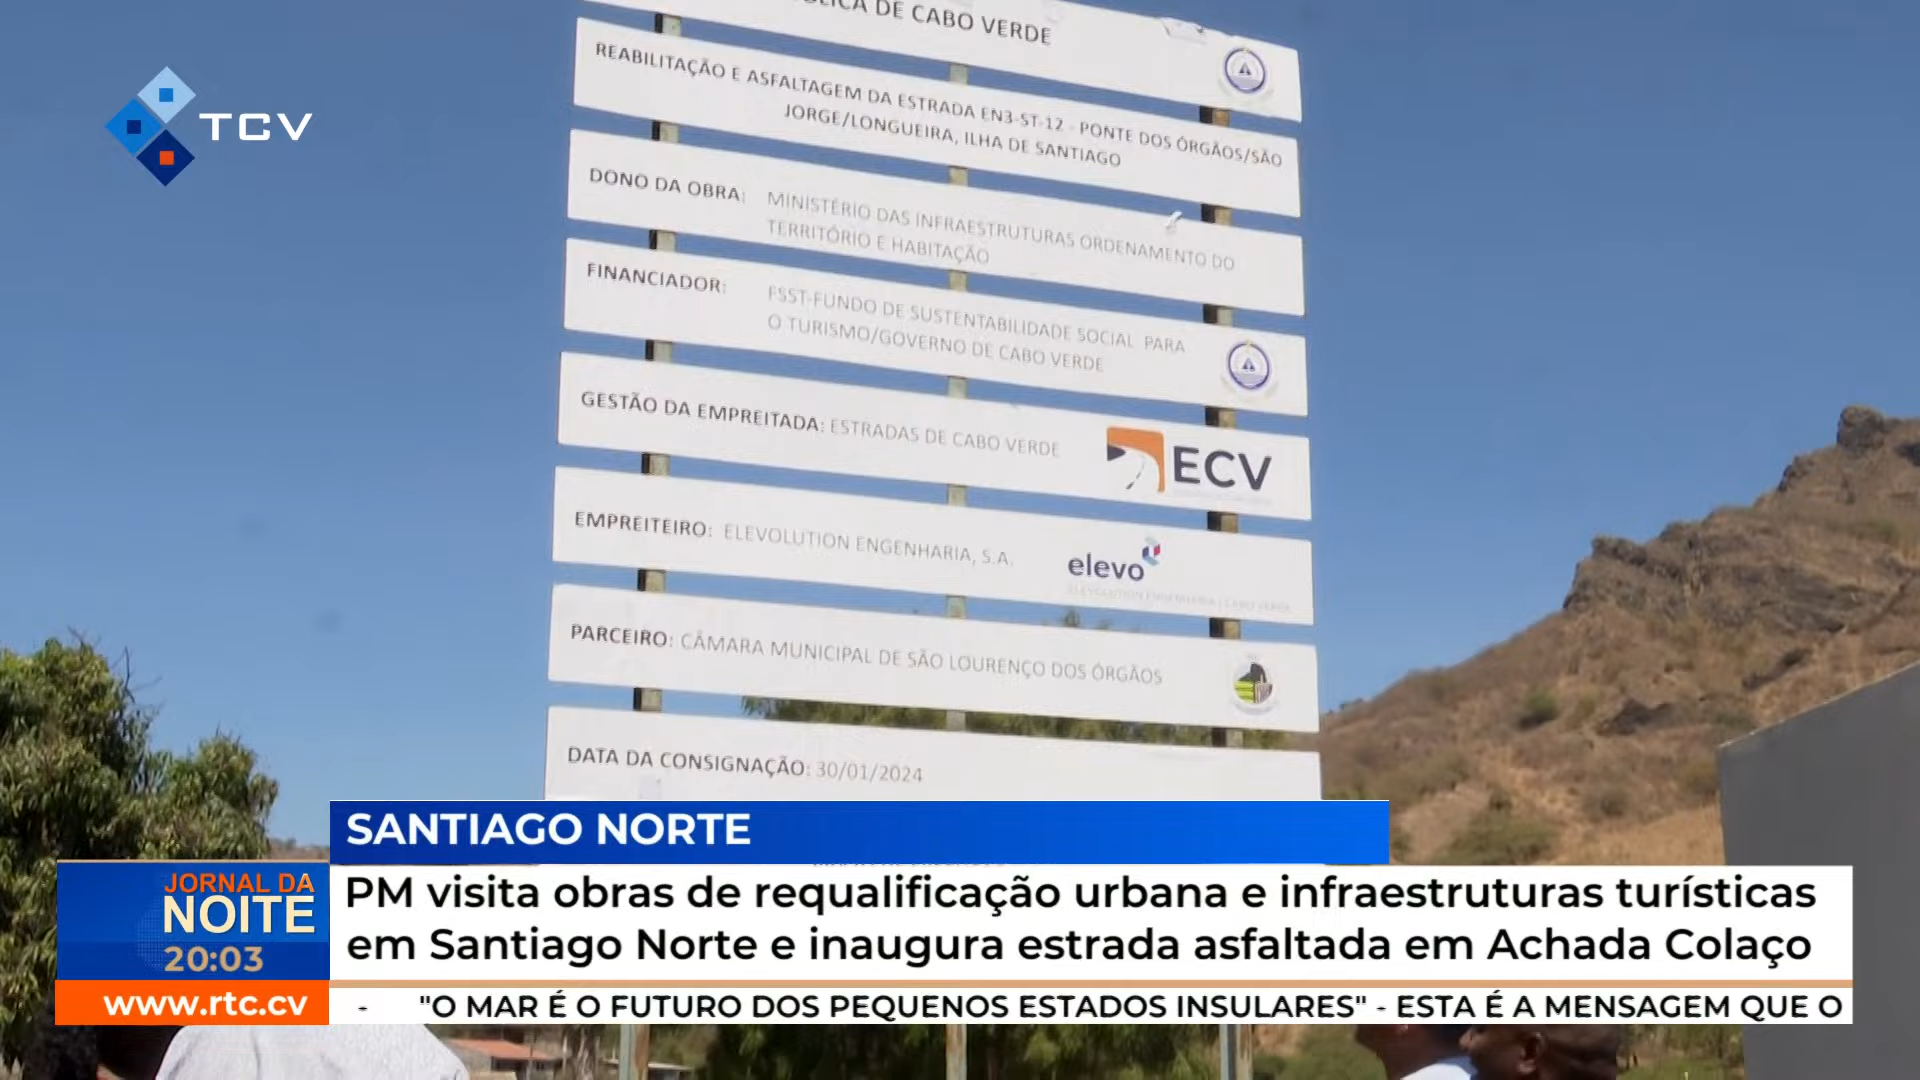 DE CABO VERDE
REABILITAÇÃO E ASFALTAGEM DA ESTRADA EN3-ST-12 - PONTE DOS ÓRGÃOS/SÃO
JORGE/LONGUEIRA, ILHA DE SANTIAGO
DONO DA OBRA: MINISTÉRIO DAS INFRAESTRUTURAS ORDENAMENTO DO
TERRITÓRIO E HABITAÇÃO
FINANCIADOR: FSST-FUNDO DE SUSTENTABILIDADE SOCIAL PARA
O TURISMO/GOVERNO DE CABO VERDE
GESTÃO DA EMPREITADA: ESTRADAS DE CABO VERDE
ECV
EMPREITEIRO: ELEVOLUTION ENGENHARIA, S.A.
elevo
ELEVOLUTION ENGENHARIA | CABO VERDE
PARCEIRO: CÂMARA MUNICIPAL DE SÃO LOURENÇO DOS ÓRGÃOS
DATA DA CONSIGNAÇÃO: 30/01/2024
TCV
SANTIAGO NORTE
JORNAL DA
NOITE
20:03
PM visita obras de requalificação urbana e infraestruturas turísticas
em Santiago Norte e inaugura estrada asfaltada em Achada Colaço
www.rtc.cv
- "O MAR É O FUTURO DOS PEQUENOS ESTADOS INSULARES" - ESTA É A MENSAGEM QUE O